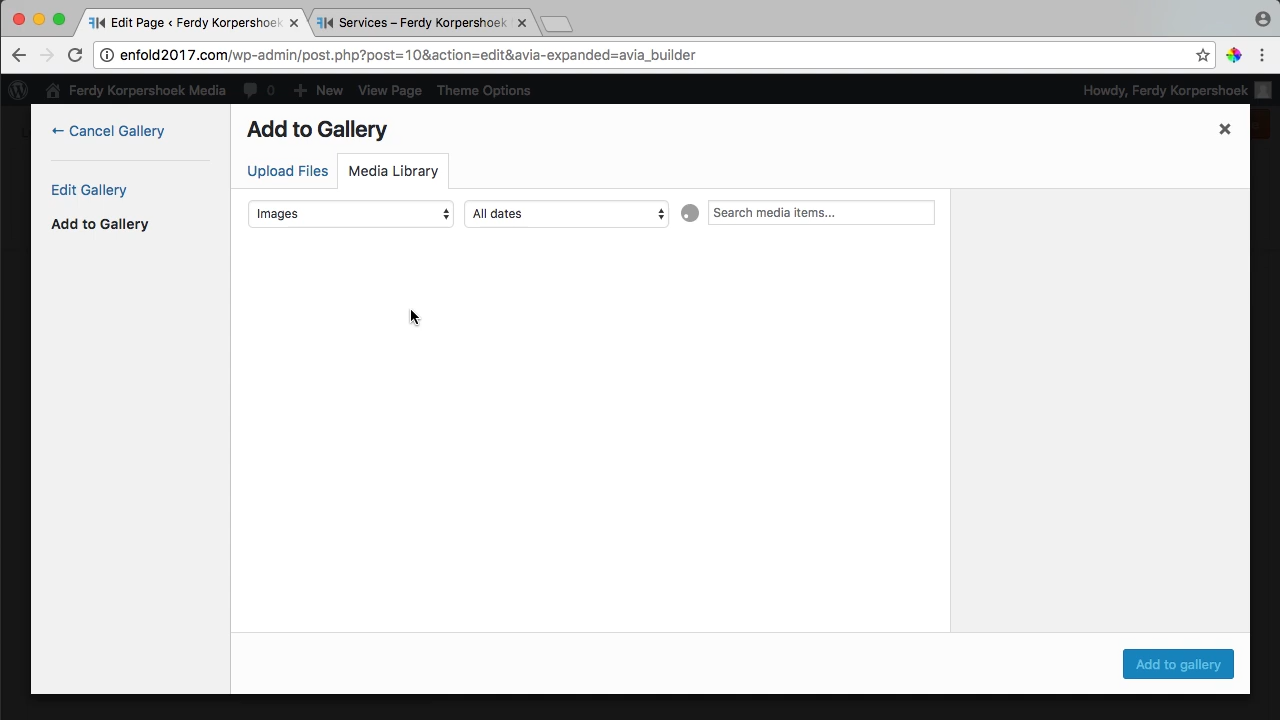 Edit Page ‹ Ferdy Korpershoek
Services – Ferdy Korpershoek
enfold2017.com/wp-admin/post.php?post=10&action=edit&avia-expanded=avia_builder
Ferdy Korpershoek Media 0 New View Page Theme Options Howdy, Ferdy Korpershoek
← Cancel Gallery
Edit Gallery
Add to Gallery
Add to Gallery
Upload Files Media Library
Images All dates Search media items...
Add to gallery